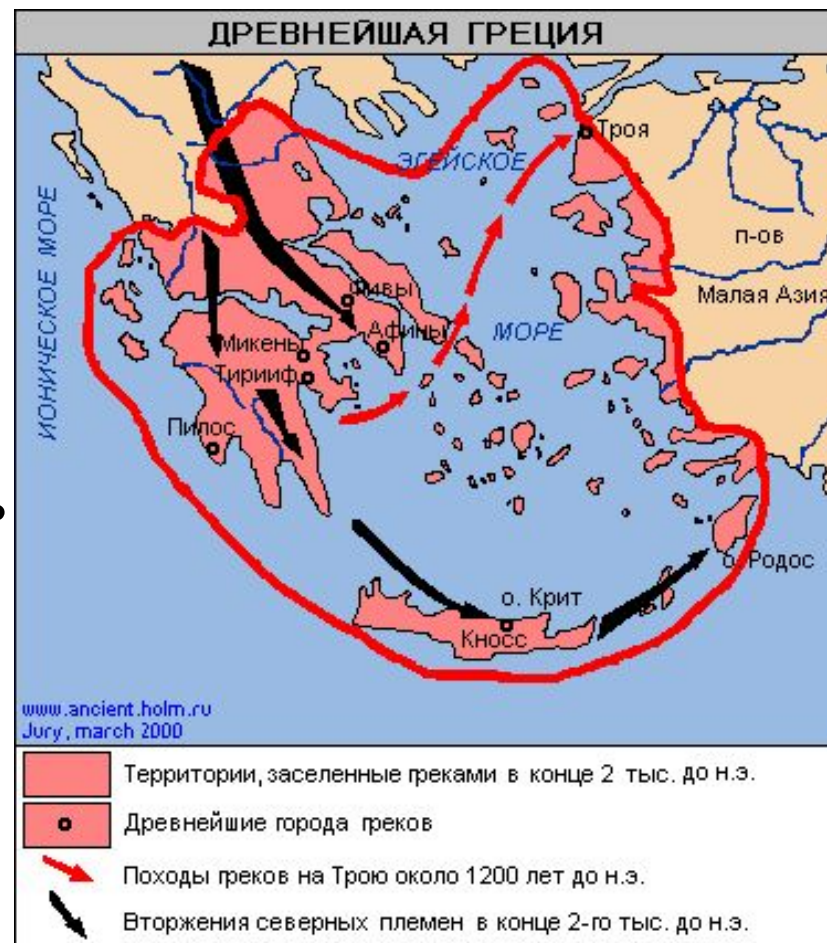 ДРЕВНЕЙШАЯ ГРЕЦИЯ
Троя
ЭГЕЙСКОЕ
п-ов
Малая Азия
ИОНИЧЕСКОЕ МОРЕ
Фивы
Афины
МОРЕ
Микены
Тирииф
Пилос
о. Родос
о. Крит
Кносс
www.ancient.holm.ru
Jury, march 2000
Территории, заселенные греками в конце 2 тыс. до н.э.
Древнейшие города греков
Походы греков на Трою около 1200 лет до н.э.
Вторжения северных племен в конце 2-го тыс. до н.э.